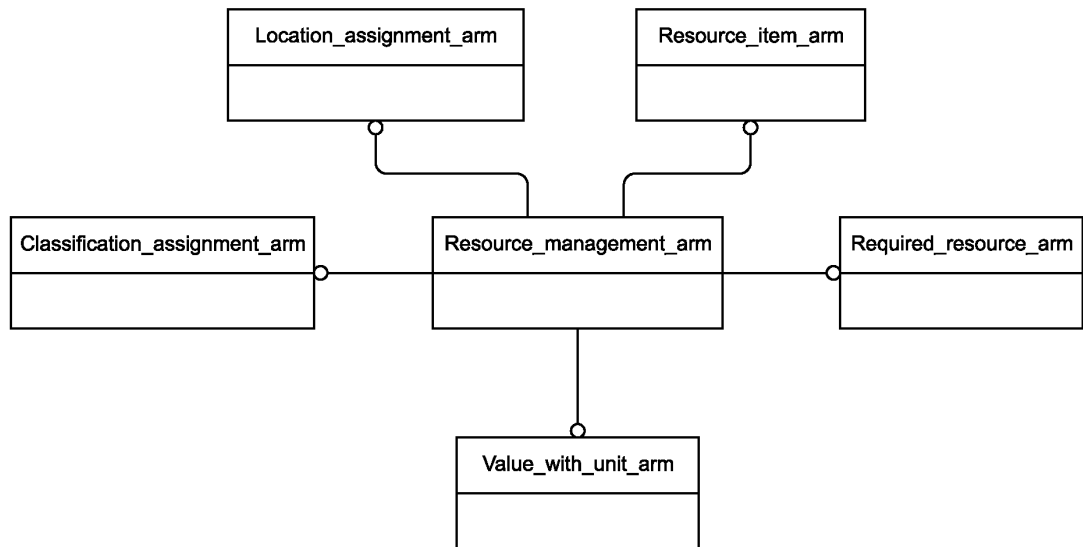 Location_assignment_arm
Resource_item_arm
Classification_assignment_arm
Resource_management_arm
Required_resource_arm
Value_with_unit_arm